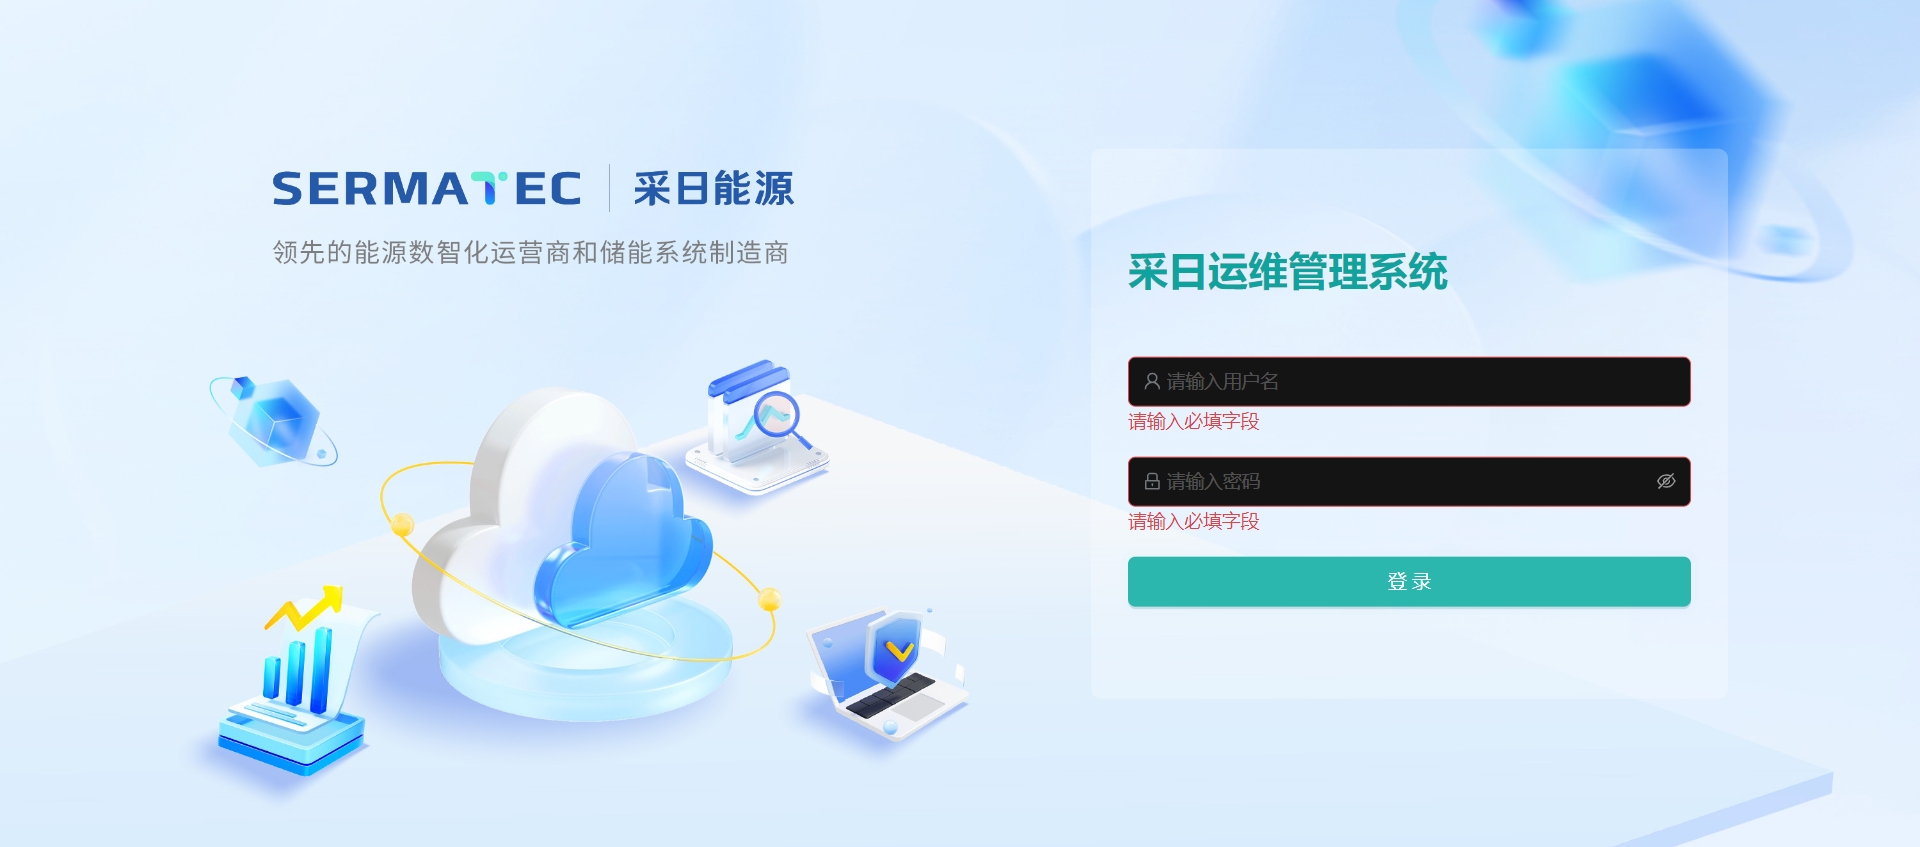 SERMATEC 采日能源
领先的能源数智化运营商和储能系统制造商
采日运维管理系统
请输入用户名
请输入必填字段
请输入密码
请输入必填字段
登录